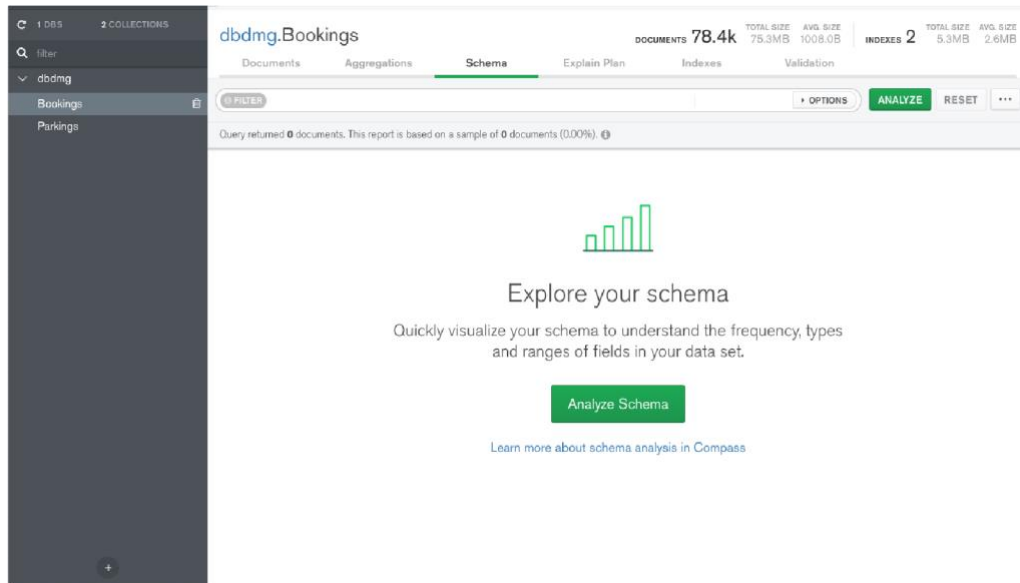 1 DBS 2 COLLECTIONS
filter
dbdmg
Bookings
Parkings
dbdmg.Bookings
DOCUMENTS 78.4k TOTAL SIZE 75.3MB AVG. SIZE 1008.0B INDEXES 2 TOTAL SIZE 5.3MB AVG. SIZE 2.6MB
Documents Aggregations Schema Explain Plan Indexes Validation
FILTER OPTIONS ANALYZE RESET ...
Query returned 0 documents. This report is based on a sample of 0 documents (0.00%).
Explore your schema
Quickly visualize your schema to understand the frequency, types
and ranges of fields in your data set.
Analyze Schema
Learn more about schema analysis in Compass